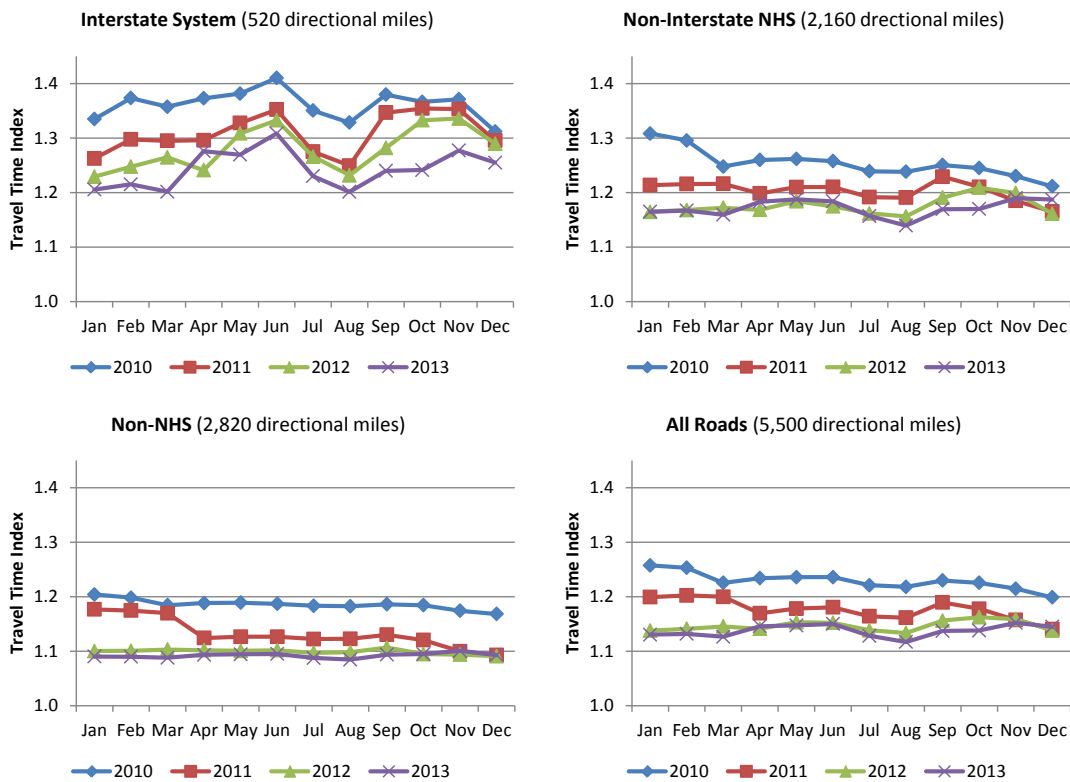 Interstate System (520 directional miles)
Travel Time Index
1.4
1.3
1.2
1.1
1.0
Jan Feb Mar Apr May Jun Jul Aug Sep Oct Nov Dec
2010 2011 2012 2013
Non-Interstate NHS (2,160 directional miles)
Travel Time Index
1.4
1.3
1.2
1.1
1.0
Jan Feb Mar Apr May Jun Jul Aug Sep Oct Nov Dec
2010 2011 2012 2013
Non-NHS (2,820 directional miles)
Travel Time Index
1.4
1.3
1.2
1.1
1.0
Jan Feb Mar Apr May Jun Jul Aug Sep Oct Nov Dec
2010 2011 2012 2013
All Roads (5,500 directional miles)
Travel Time Index
1.4
1.3
1.2
1.1
1.0
Jan Feb Mar Apr May Jun Jul Aug Sep Oct Nov Dec
2010 2011 2012 2013